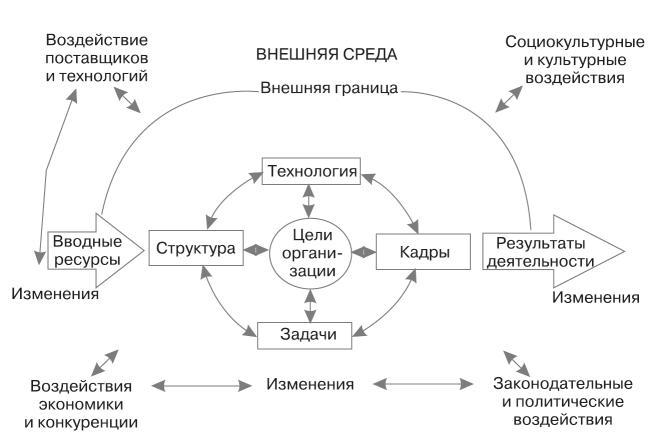 Воздействие
поставщиков
и технологий
ВНЕШНЯЯ СРЕДА
Социокультурные
и культурные
воздействия
Внешняя граница
Технология
Вводные
ресурсы
Структура
Цели
органи-
зации
Кадры
Результаты
деятельности
Изменения
Изменения
Задачи
Воздействия
экономики
и конкуренции
Изменения
Законодательные
и политические
воздействия